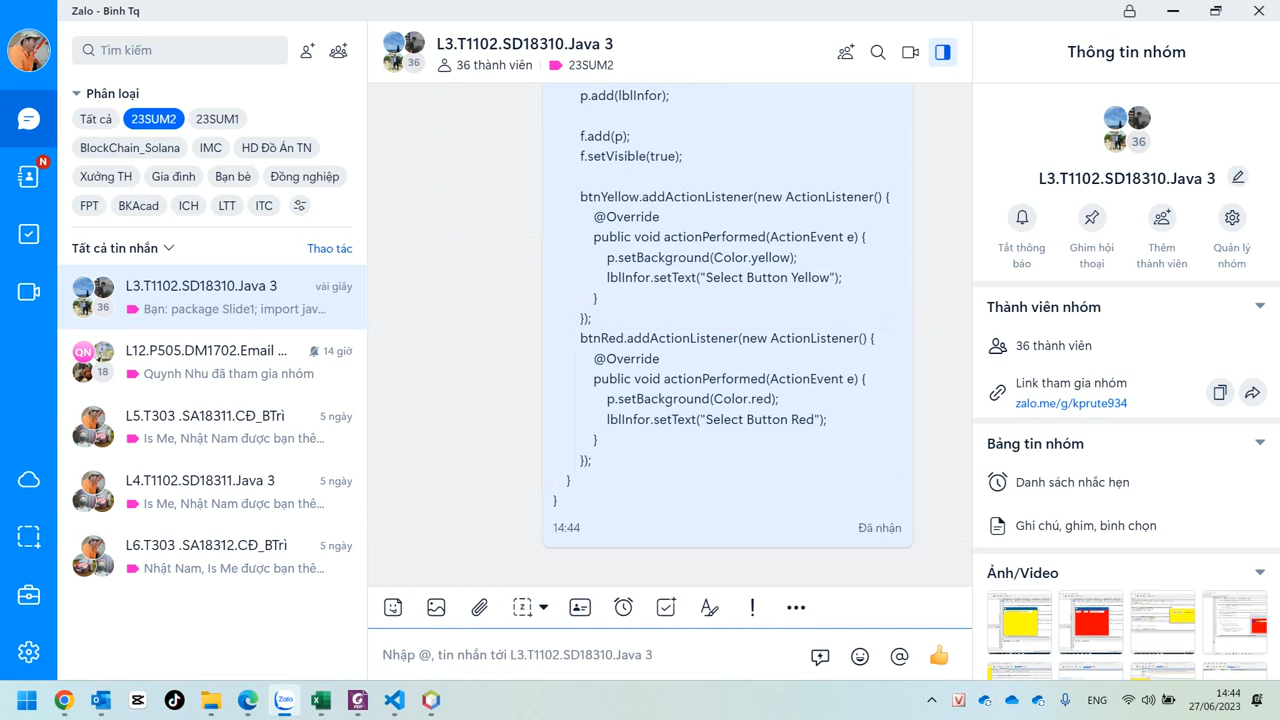 Zalo - Bình Tq
Tìm kiếm
Phân loại
Tất cả
23SUM2
23SUM1
BlockChain_Solana
IMC
HD Đồ Án TN
Xướng TH
Gia đình
Bạn bè
Đồng nghiệp
FPT
BKAcad
ICH
LTT
ITC
Tất cả tin nhắn
Thao tác
L3.T1102.SD18310.Java 3
vài giây
36
Bạn: package Slide1; import jav...
L12.P505.DM1702.Email ...
14 giờ
QN
18
Quynh Nhu đã tham gia nhóm
L5.T303 .SA18311.CĐ_BTrì
5 ngày
Is Me, Nhật Nam được bạn thê...
L4.T1102.SD18311.Java 3
5 ngày
Is Me, Nhật Nam được bạn thê...
L6.T303 .SA18312.CĐ_BTrì
5 ngày
Nhật Nam, Is Me được bạn thê...
N
L3.T1102.SD18310.Java 3
36
36 thành viên
23SUM2
p.add(lblInfor);
f.add(p);
f.setVisible(true);
btnYellow.addActionListener(new ActionListener() {
@Override
public void actionPerformed(ActionEvent e) {
p.setBackground(Color.yellow);
lblInfor.setText("Select Button Yellow");
}
});
btnRed.addActionListener(new ActionListener() {
@Override
public void actionPerformed(ActionEvent e) {
p.setBackground(Color.red);
lblInfor.setText("Select Button Red");
}
});
}
}
14:44
Đã nhận
Nhập @, tin nhắn tới L3.T1102.SD18310.Java 3
Thông tin nhóm
36
L3.T1102.SD18310.Java 3
Tắt thông báo
Ghim hội thoại
Thêm thành viên
Quản lý nhóm
Thành viên nhóm
36 thành viên
Link tham gia nhóm
zalo.me/g/kprute934
Bảng tin nhóm
Danh sách nhắc hẹn
Ghi chú, ghim, bình chọn
Ảnh/Video
Zalo
ENG
14:44
27/06/2023